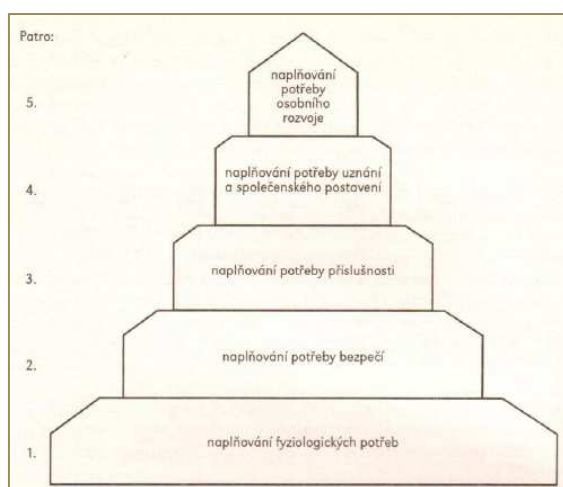 Patro:
5.
naplňování
potřeby
osobního
rozvoje
4.
naplňování potřeby uznání
a společenského postavení
3.
naplňování potřeby příslušnosti
2.
naplňování potřeby bezpečí
1.
naplňování fyziologických potřeb